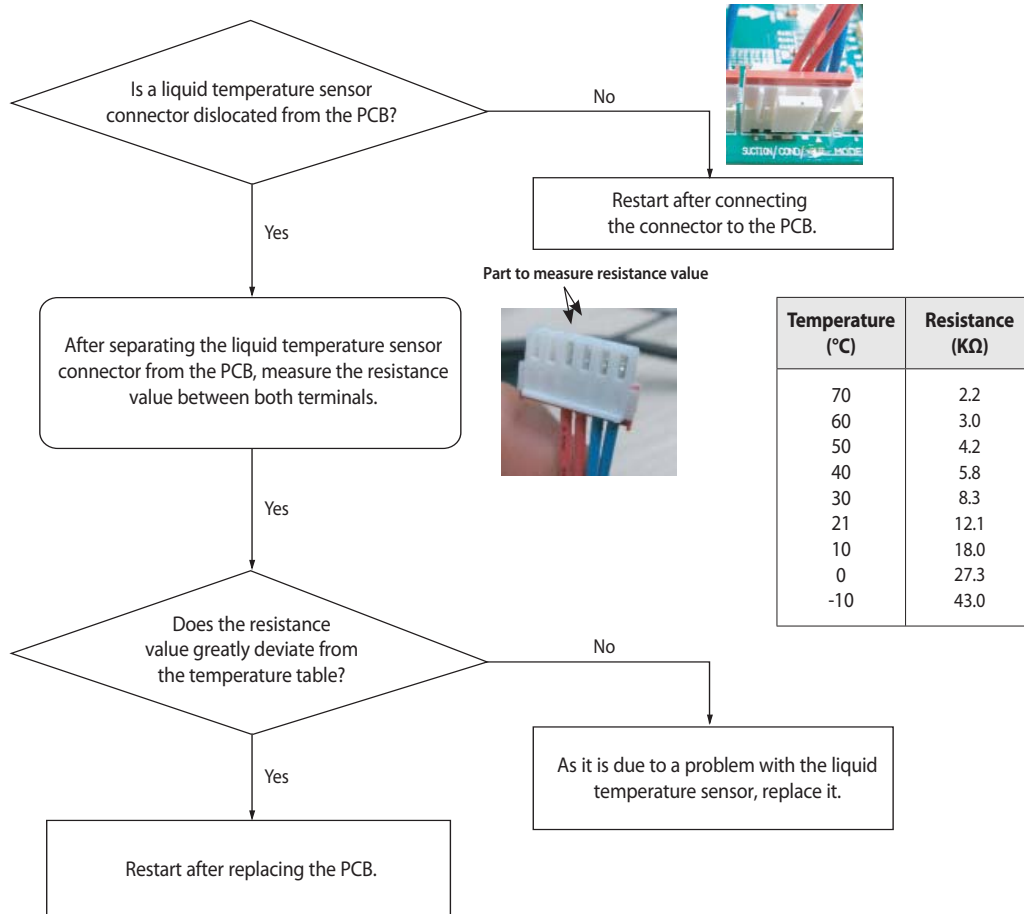 Is a liquid temperature sensor
connector dislocated from the PCB?
No
SUCTION/ COND/
MODE
Restart after connecting
the connector to the PCB.
Yes
Part to measure resistance value
After separating the liquid temperature sensor
connector from the PCB, measure the resistance
value between both terminals.
Temperature Resistance
(°C) (KΩ)
70 2.2
60 3.0
50 4.2
40 5.8
30 8.3
21 12.1
10 18.0
0 27.3
-10 43.0
Yes
Does the resistance
value greatly deviate from
the temperature table?
No
As it is due to a problem with the liquid
temperature sensor, replace it.
Yes
Restart after replacing the PCB.